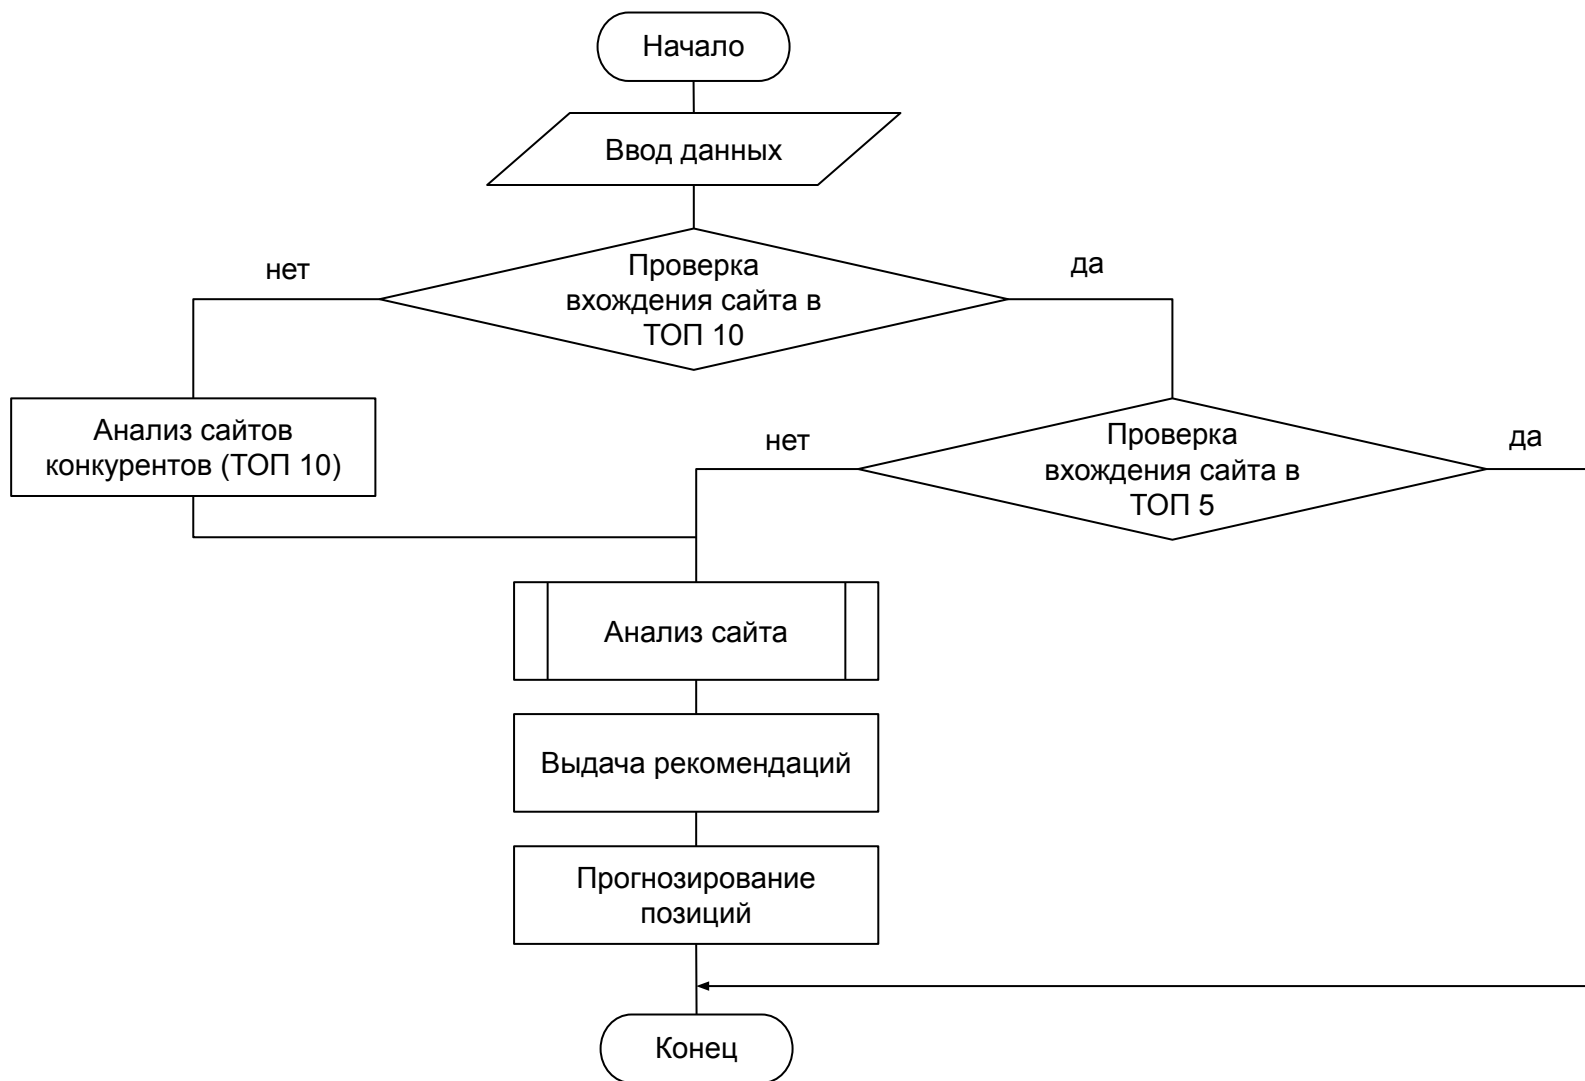 Начало
Ввод данных
нет
Проверка
вхождения сайта в
ТОП 10
да
Анализ сайтов
конкурентов (ТОП 10)
нет
Проверка
вхождения сайта в
ТОП 5
да
Анализ сайта
Выдача рекомендаций
Прогнозирование
позиций
Конец